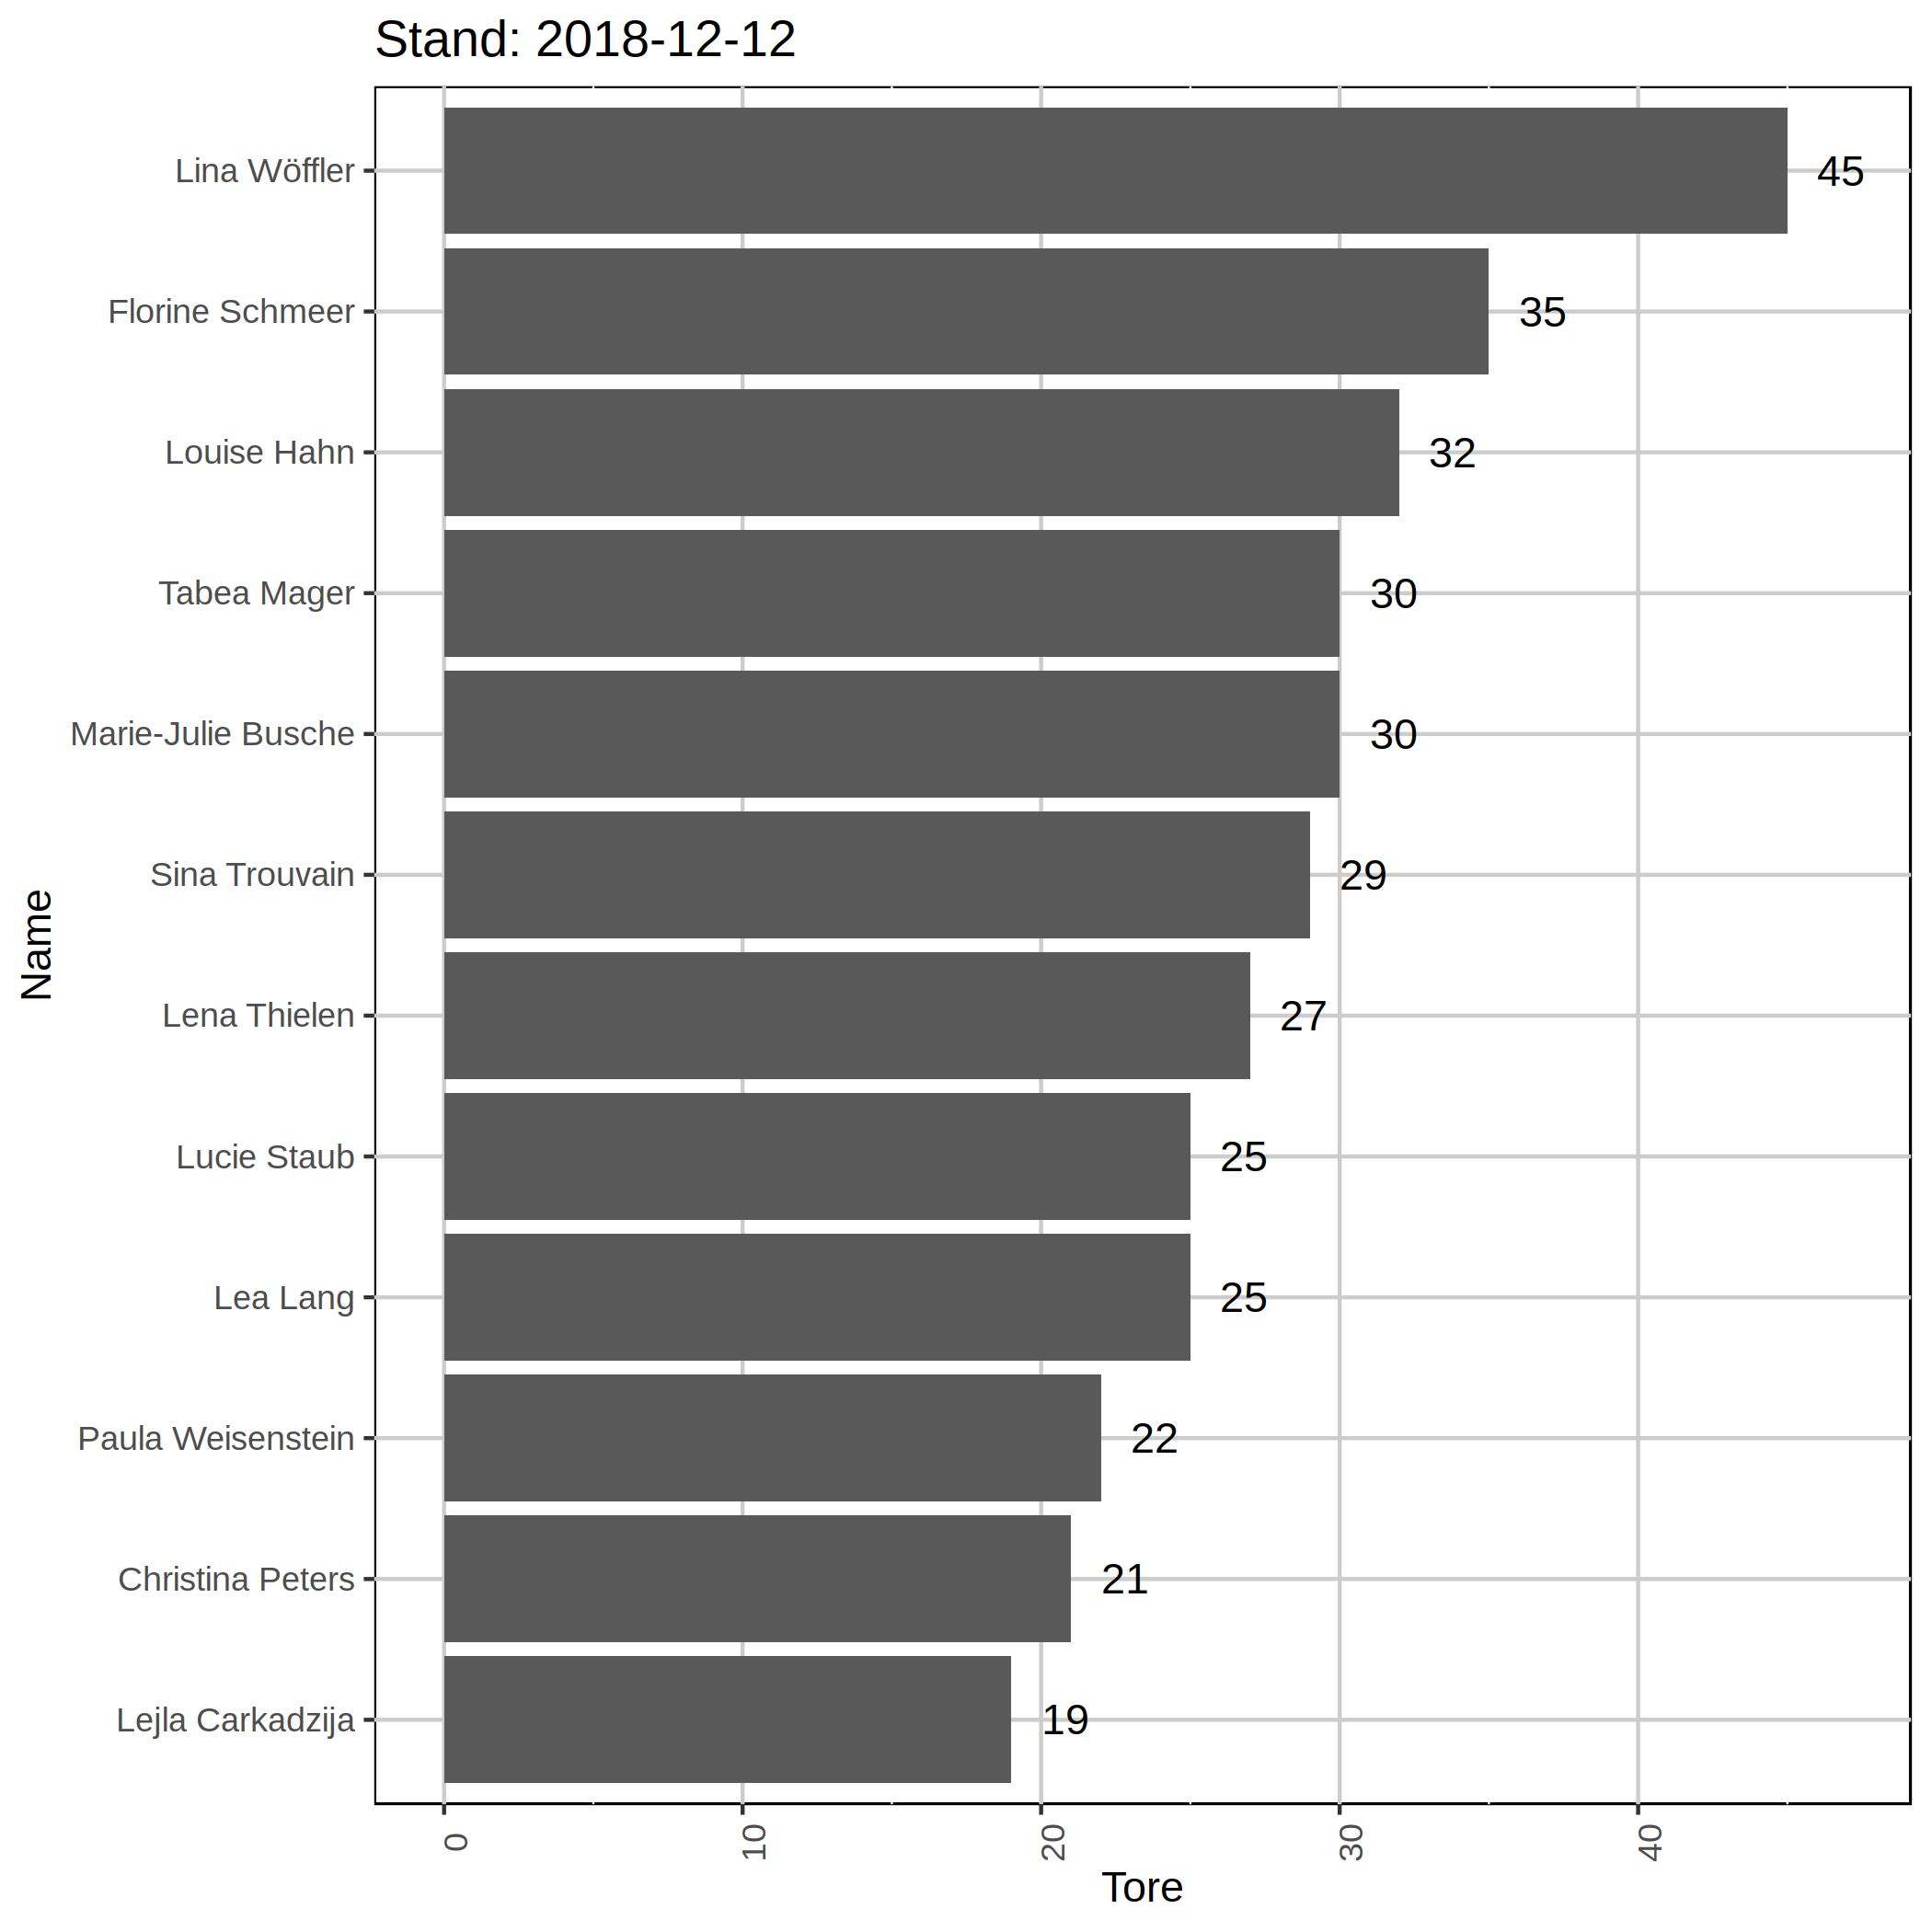 Stand: 2018-12-12
Lina Wöffler 45
Florine Schmeer 35
Louise Hahn 32
Tabea Mager 30
Marie-Julie Busche 30
Sina Trouvain 29
Lena Thielen 27
Lucie Staub 25
Lea Lang 25
Paula Weisenstein 22
Christina Peters 21
Lejla Carkadzija 19
Name
0 10 20 30 40
Tore